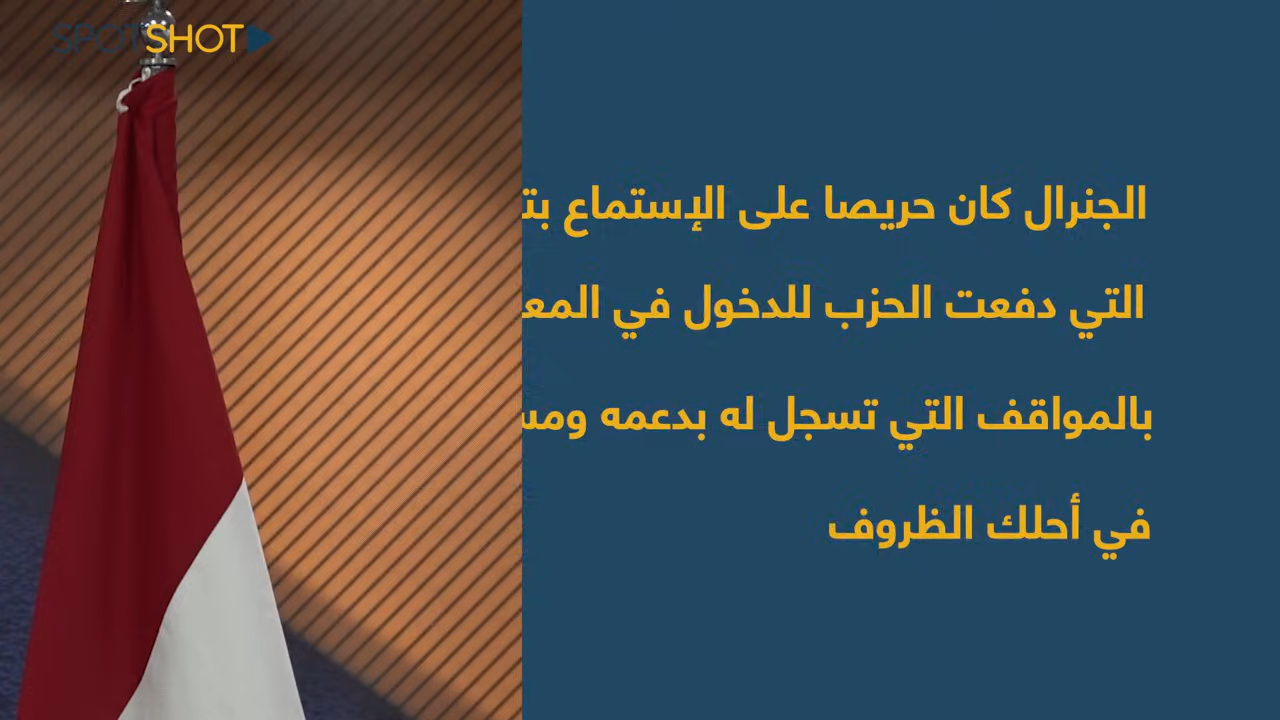 SPOTSHOT
الجنرال كان حريصا على الإستماع
التي دفعت الحزب للدخول في
بالمواقف التي تسجل له بدعمه
في أحلك الظروف